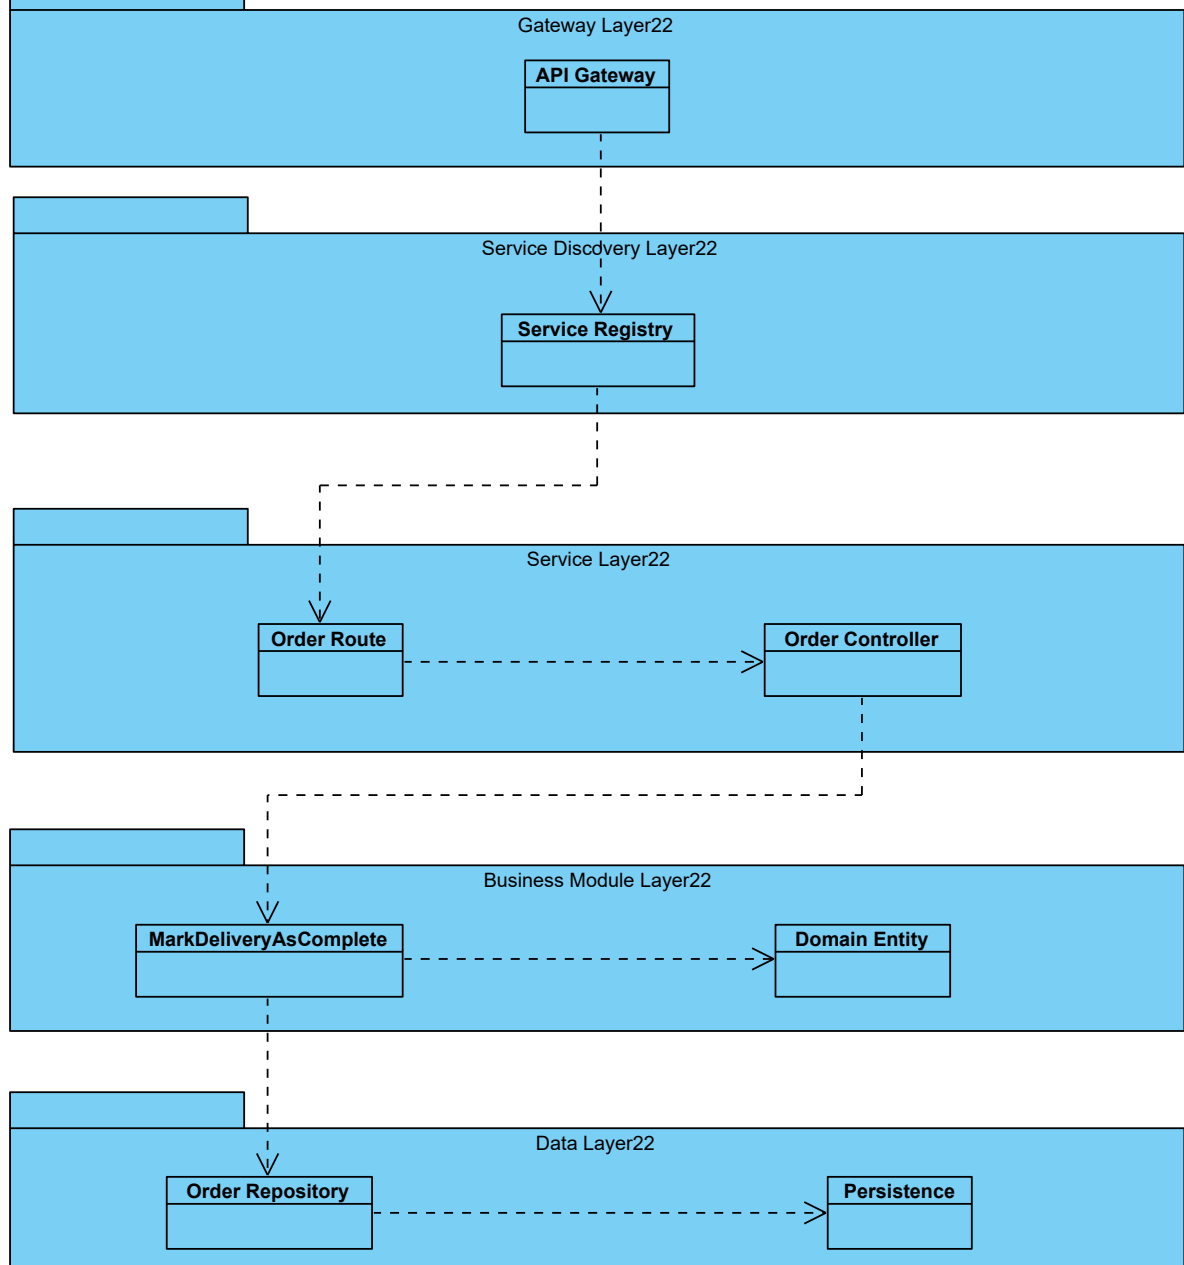 Gateway Layer22
API Gateway
Service Discovery Layer22
Service Registry
Service Layer22
Order Route
Order Controller
Business Module Layer22
MarkDeliveryAsComplete
Domain Entity
Data Layer22
Order Repository
Persistence